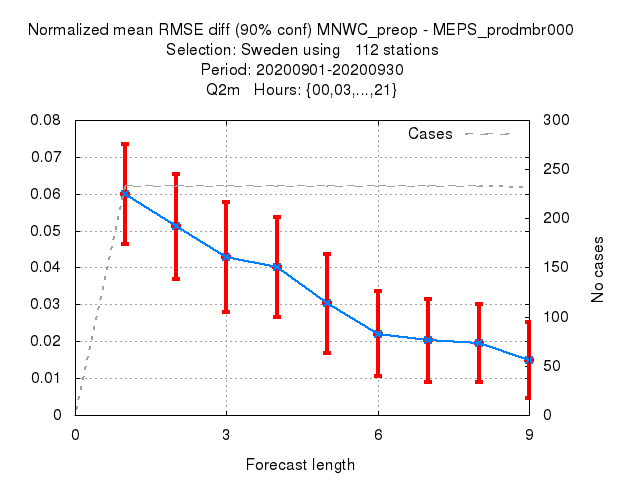 Normalized mean RMSE diff (90% conf) MNWC_preop - MEPS_prodmbr000
Selection: Sweden using   112 stations
Period: 20200901-20200930
Q2m   Hours: {00,03,...,21}
0.08
0.07
0.06
0.05
0.04
0.03
0.02
0.01
0
Cases
300
250
200
150
100
50
0
No cases
0 3 6 9
Forecast length